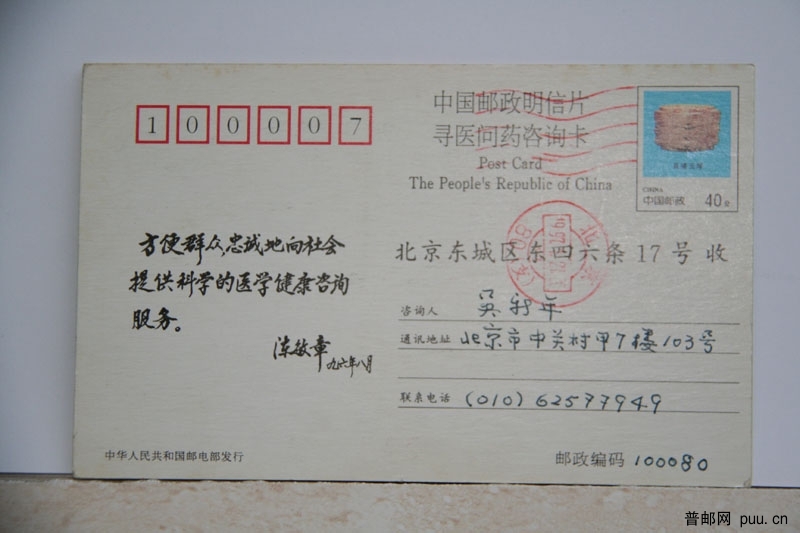 100007
中国邮政明信片
寻医问药咨询卡
Post Card
The People's Republic of China
CHINA
中国邮政 40分
北京东城区东四六条17号 收
方便群众忠诚地向社会
提供科学的医学健康咨询
服务。
陈敏章 九六年八月
咨询人
通讯地址 北京市中关村甲7楼103号
联系电话 (010) 62577949
中华人民共和国邮电部发行
邮政编码 100080
普邮网 puu.cn